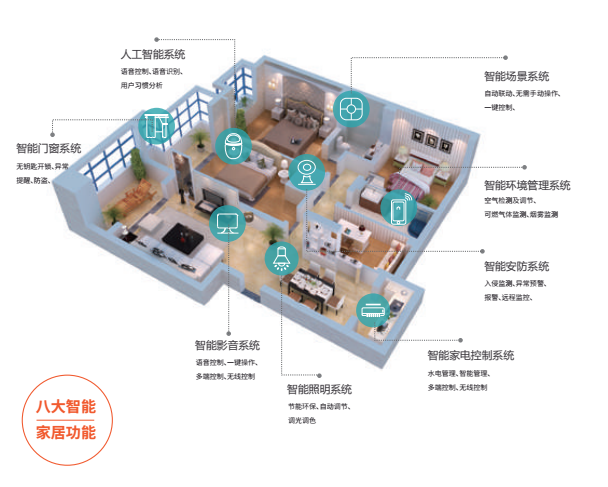 人工智能系统
语音控制、语音识别、
用户习惯分析
智能场景系统
自动联动、无需手动操作、
一键控制、
智能门窗系统
无钥匙开锁、异常
提醒、防盗、
智能环境管理系统
空气检测及调节、
可燃气体监测、烟雾监测
智能安防系统
入侵监测、异常预警、
报警、远程监控、
智能影音系统
语音控制、一键操作、
多端控制、无线控制
智能家电控制系统
水电管理、智能管理、
多端控制、无线控制
智能照明系统
节能环保、自动调节、
调光调色
八大智能
家居功能